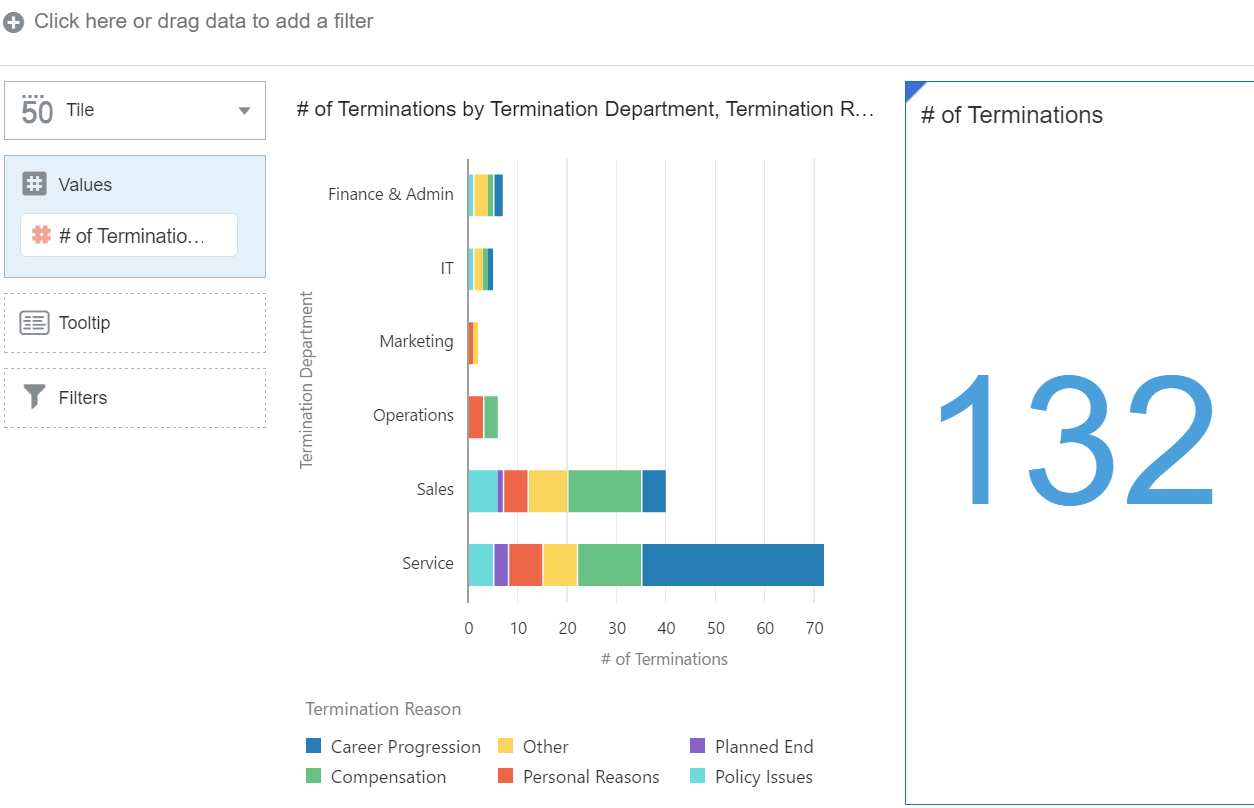 Click here or drag data to add a filter
50 Tile
Values
# of Terminatio...
Tooltip
Filters
# of Terminations by Termination Department, Termination R...
Termination Department
Finance & Admin
IT
Marketing
Operations
Sales
Service
0 10 20 30 40 50 60 70
# of Terminations
Termination Reason
Career Progression Other Planned End
Compensation Personal Reasons Policy Issues
# of Terminations
132